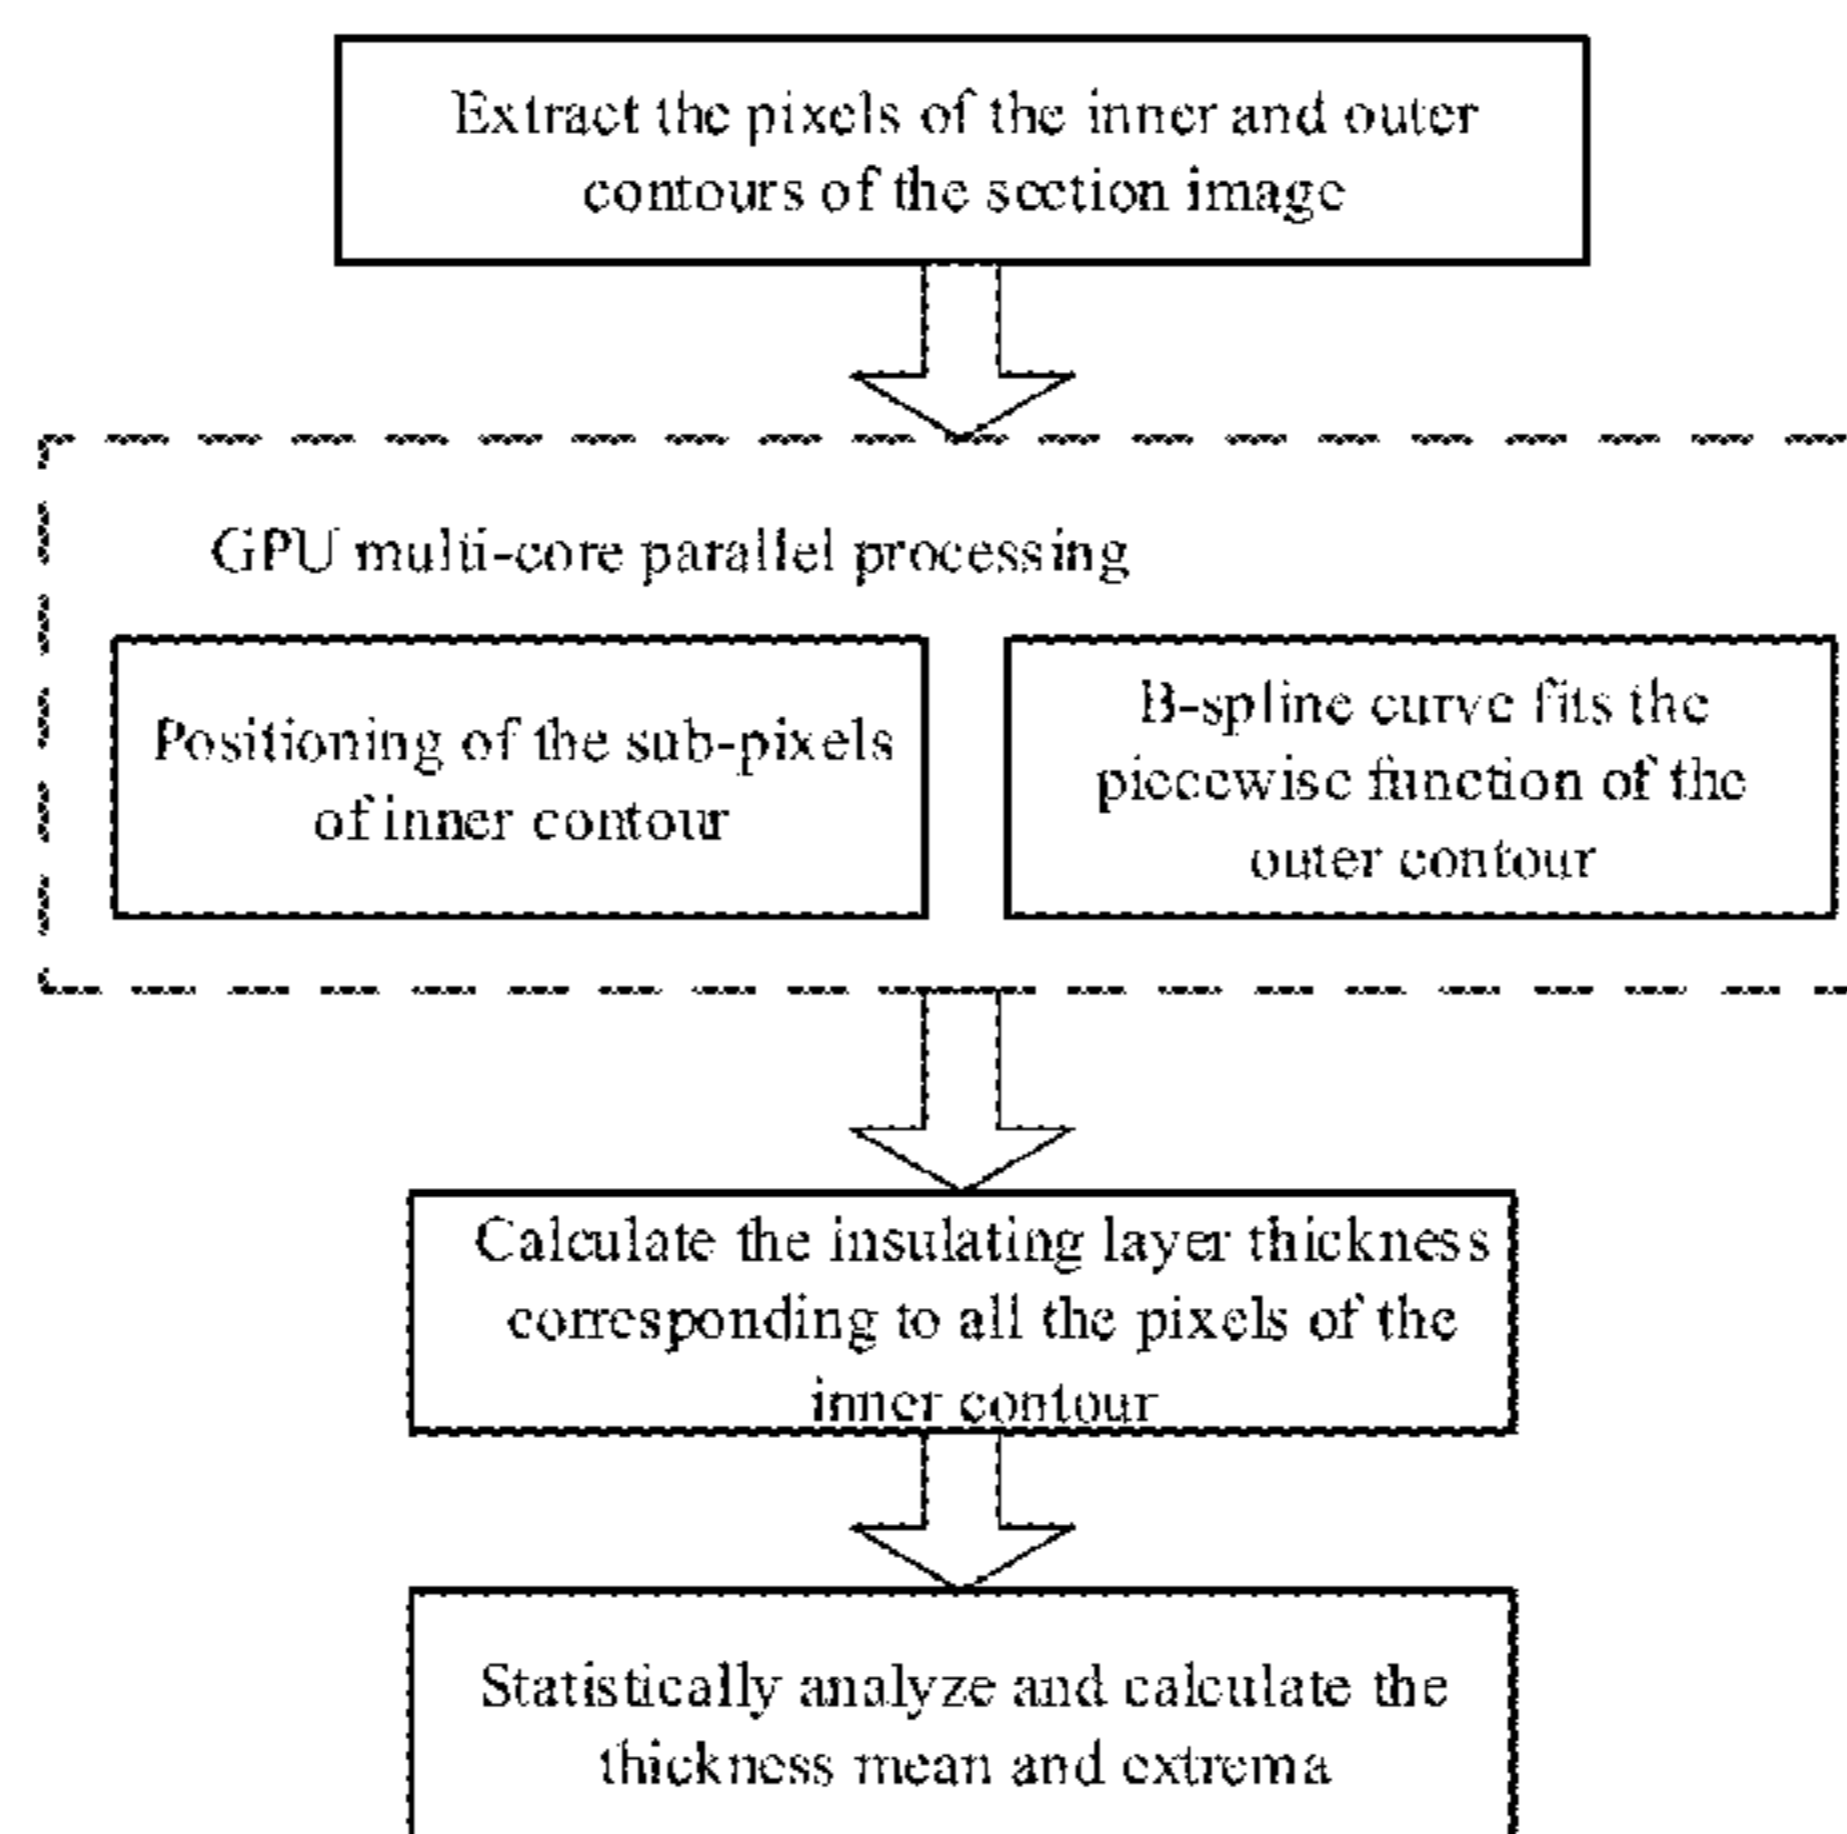 Extract the pixels of the inner and outer
contours of the section image
GPU multi-core parallel processing
Positioning of the sub-pixels
of inner contour
B-spline curve fits the
piecewise function of the
outer contour
Calculate the insulating layer thickness
corresponding to all the pixels of the
inner contour
Statistically analyze and calculate the
thickness mean and extrema